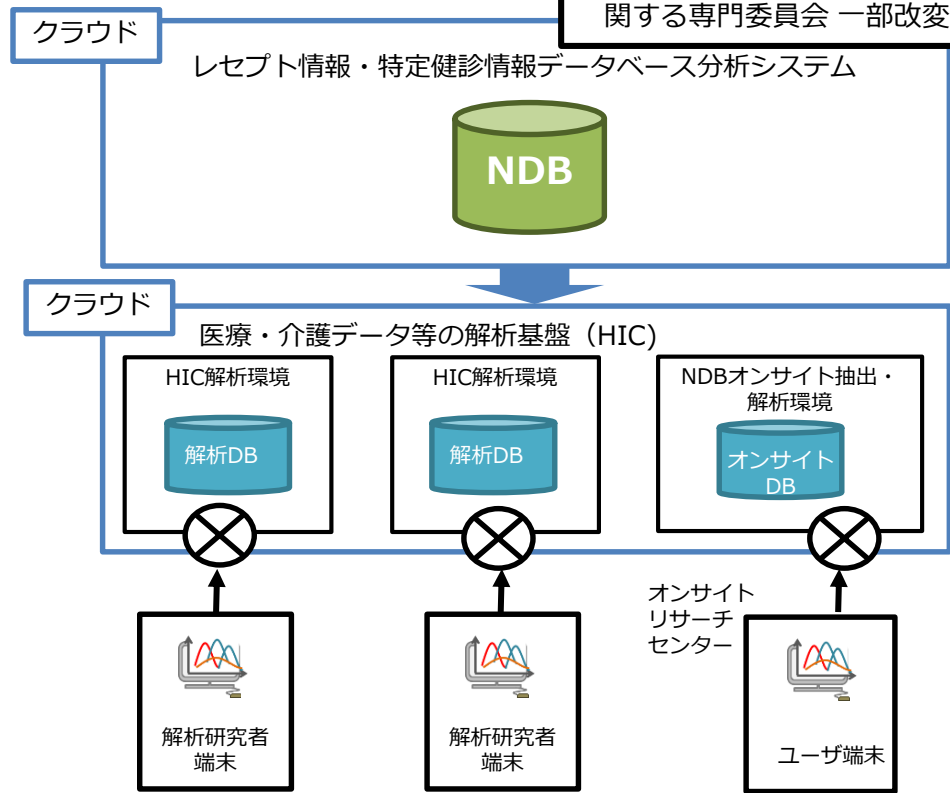 関する専門委員会 一部改変
クラウド
レセプト情報・特定健診情報データベース分析システム
NDB
クラウド
医療・介護データ等の解析基盤（HIC)
HIC解析環境
解析DB
HIC解析環境
解析DB
NDBオンサイト抽出・
解析環境
オンサイト
DB
オンサイト
リサーチ
センター
解析研究者
端末
解析研究者
端末
ユーザ端末